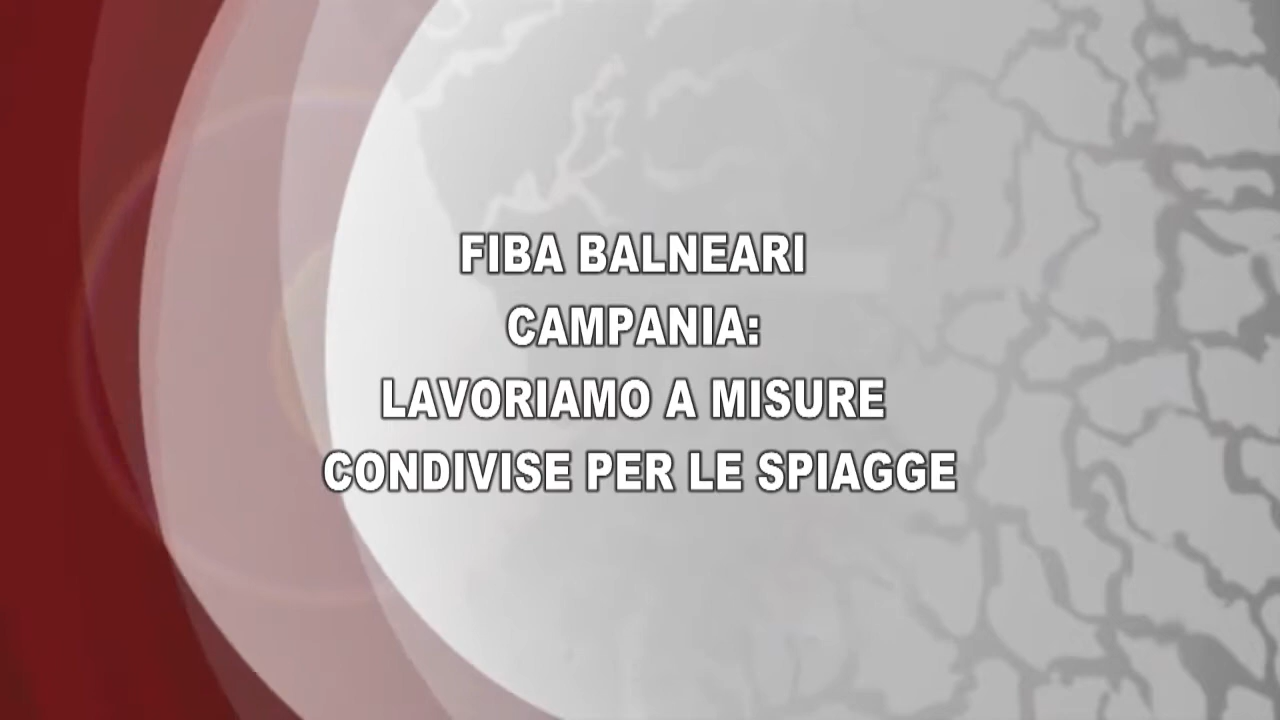 FIBA BALNEARI
CAMPANIA:
LAVORIAMO A MISURE
CONDIVISE PER LE SPIAGGE